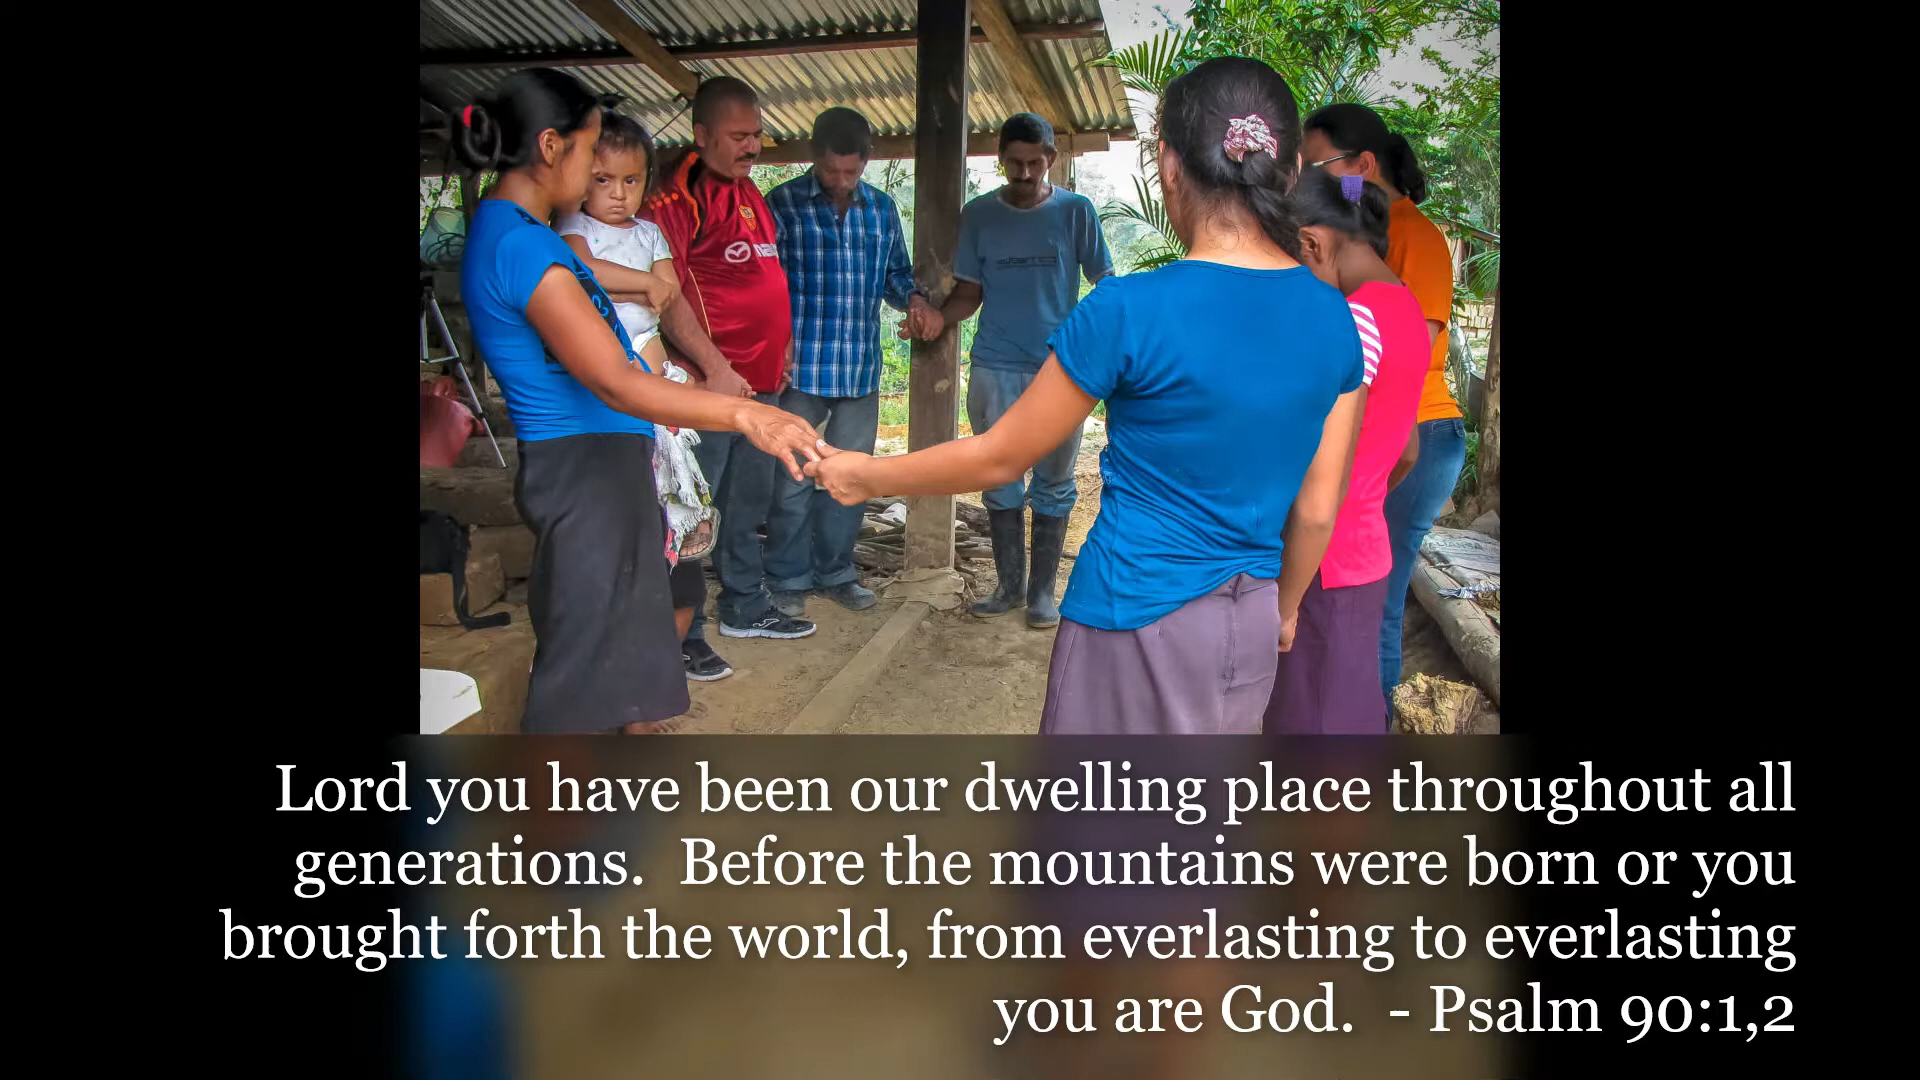 Lord you have been our dwelling place throughout all
generations.  Before the mountains were born or you
brought forth the world, from everlasting to everlasting
you are God.  - Psalm 90:1,2